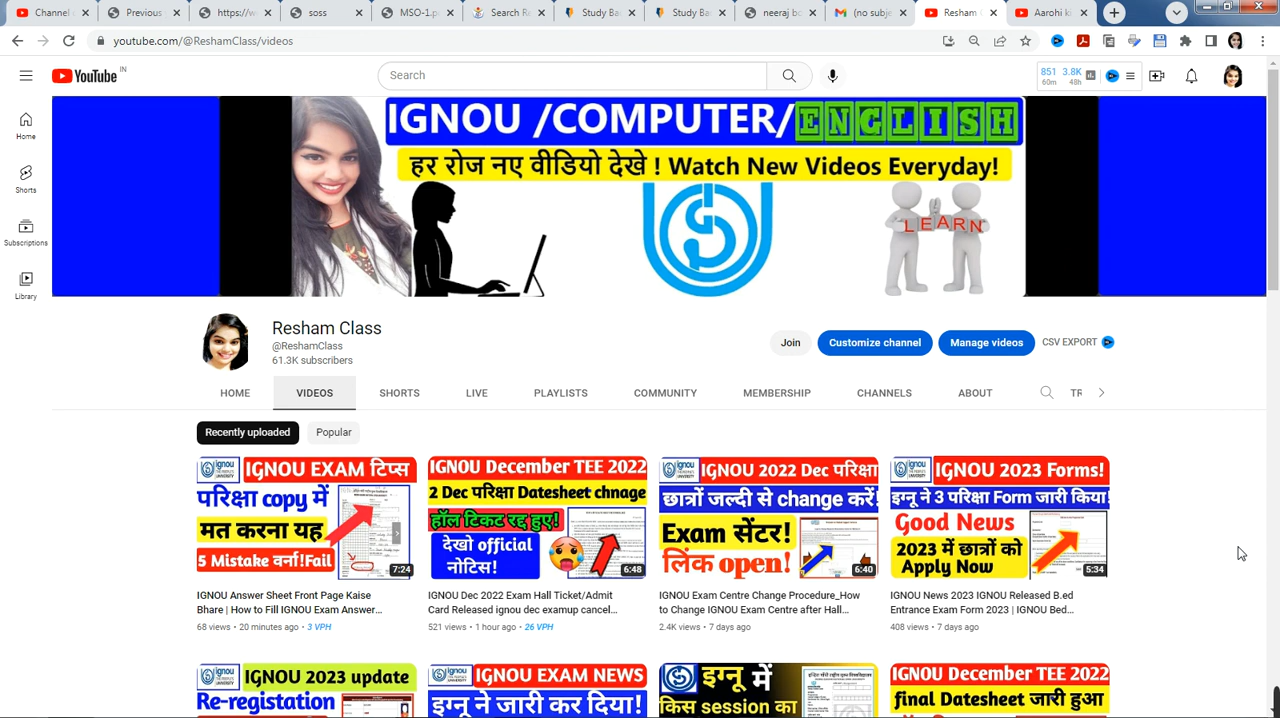 Channel c
Previous
https://w
soss
MSO-1.p
Search Re
Study Ba
Study Ba
neeraj bo
(no subje
Resham
Aarohi ki
youtube.com/@ReshamClass/videos
YouTube IN
Search
851 3.8K
60m 48h
Home
Shorts
Subscriptions
Library
IGNOU /COMPUTER/ENGLISH
हर रोज नए वीडियो देखे ! Watch New Videos Everyday!
LEARN
Resham Class
@ReshamClass
61.3K subscribers
Join
Customize channel
Manage videos
CSV EXPORT
HOME VIDEOS SHORTS LIVE PLAYLISTS COMMUNITY MEMBERSHIP CHANNELS ABOUT TR
Recently uploaded Popular
ignou IGNOU EXAM टिप्स
परिक्षा copy में
मत करना यह
5 Mistake वर्ना!Fail
IGNOU Answer Sheet Front Page Kaise
Bhare | How to Fill IGNOU Exam Answer...
68 views • 20 minutes ago • 3 VPH
IGNOU December TEE 2022
2 Dec परिक्षा Datesheet chnage
हॉल टिकट रद्द हुए!
देखो official
नोटिस!
6:48
IGNOU Dec 2022 Exam Hall Ticket/Admit
Card Released ignou dec examup cancel...
521 views • 1 hour ago • 26 VPH
ignou IGNOU 2022 Dec परिक्षा
छात्रों जल्दी से change करें!
Exam सेंटर!
लिंक open!
6:40
IGNOU Exam Centre Change Procedure_How
to Change IGNOU Exam Centre after Hall...
2.4K views • 7 days ago
ignou IGNOU 2023 Forms!
इग्नू ने 3 परिक्षा Form जारी किया!
Good News
2023 में छात्रों को
Apply Now
5:34
IGNOU News 2023 IGNOU Released B.ed
Entrance Exam Form 2023 | IGNOU Bed...
408 views • 7 days ago
ignou IGNOU 2023 update
Re-registration
ignou IGNOU EXAM NEWS
इग्नू ने जारी कर दिया!
इग्नू में
किस session का
IGNOU December TEE 2022
final Datesheet जारी हुआ